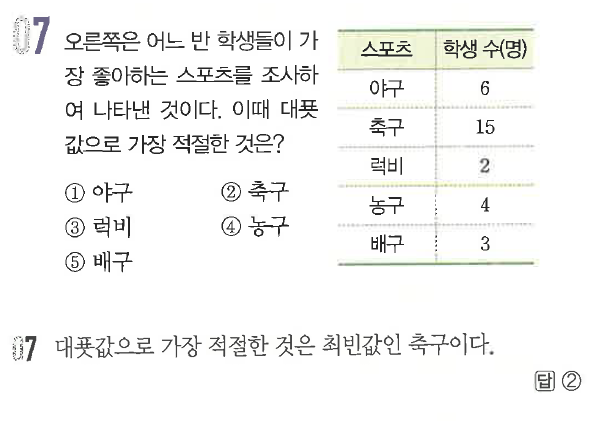 07 오른쪽은 어느 반 학생들이 가
장 좋아하는 스포츠를 조사하
여 나타낸 것이다. 이때 대푯
값으로 가장 적절한 것은?
① 야구 ② 축구
③ 럭비 ④ 농구
⑤ 배구
스포츠 학생 수(명)
야구 6
축구 15
럭비 2
농구 4
배구 3
07 대푯값으로 가장 적절한 것은 최빈값인 축구이다.
답 ②